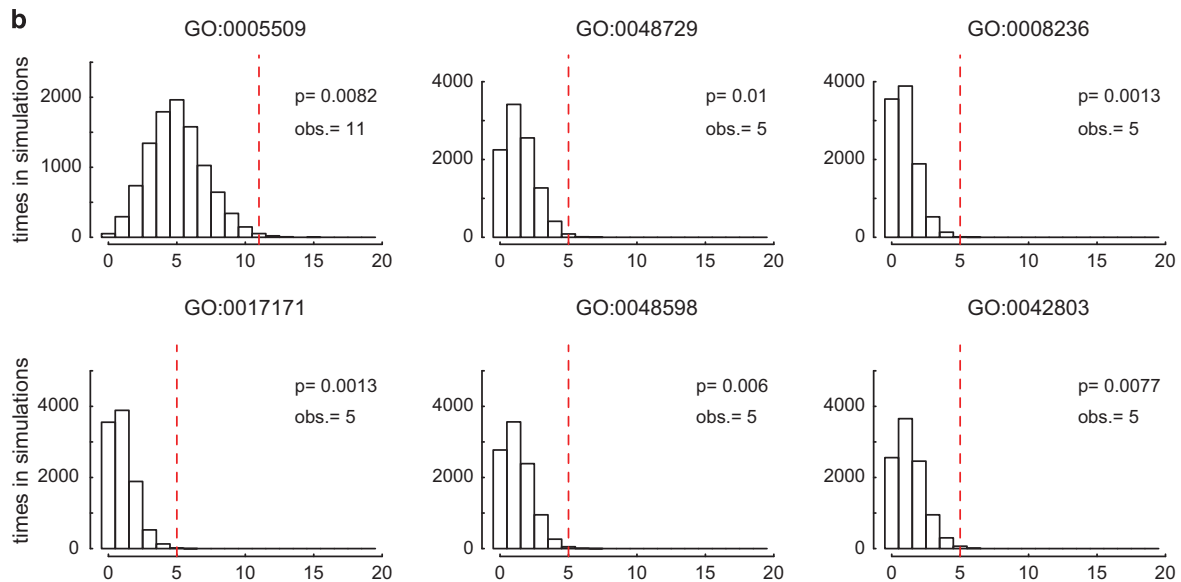 b
GO:0005509
GO:0048729
GO:0008236
times in simulations
2000
1000
0
p= 0.0082
obs.= 11
0 5 10 15 20
4000
2000
0
p= 0.01
obs.= 5
0 5 10 15 20
4000
2000
0
p= 0.0013
obs.= 5
0 5 10 15 20
GO:0017171
GO:0048598
GO:0042803
times in simulations
4000
2000
0
p= 0.0013
obs.= 5
0 5 10 15 20
4000
2000
0
p= 0.006
obs.= 5
0 5 10 15 20
4000
2000
0
p= 0.0077
obs.= 5
0 5 10 15 20